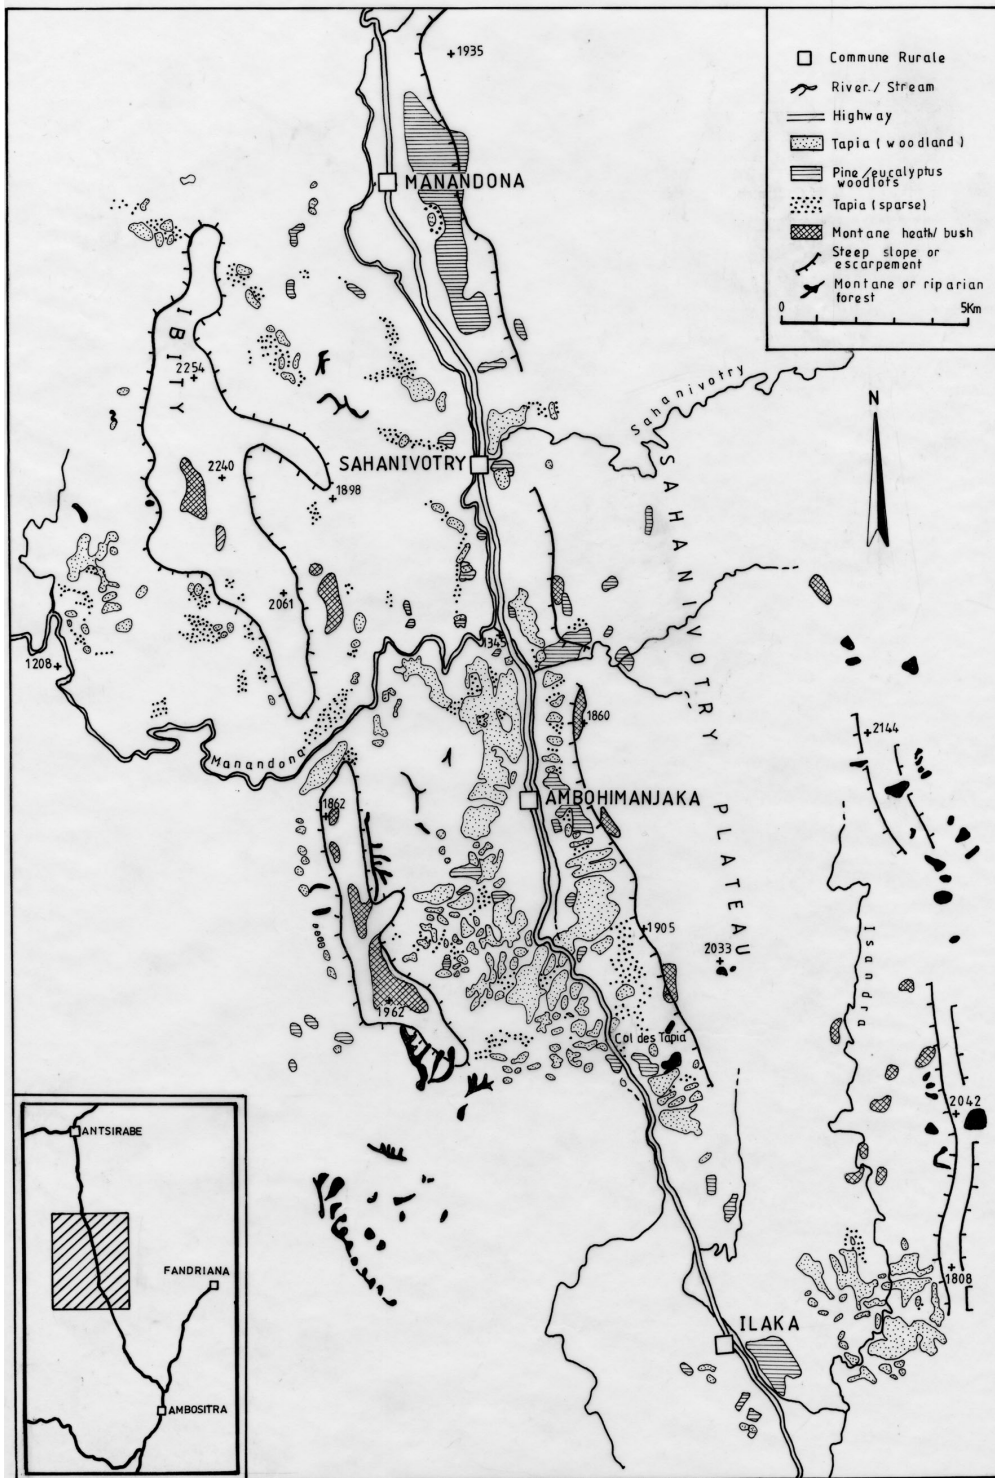 +1935
Commune Rurale
River / Stream
Highway
Tapia (woodland)
Pine/eucalyptus
woodlots
Tapia (sparse)
Montane heath/bush
Steep slope or
escarpement
Montane or riparian
forest
0 5Km
MANANDONA
IBITY
2254
+
Sahanivotry
N
SAHANIVOTRY
2240
+
+1898
SAHANIVOTRY PLATEAU
2061
+
1345
+
1208+
Manandona
+1860
+2144
1862
+
AMBOHIMANJAKA
+1905
2033
+
Isandra
+
1962
Col des Tapia
2042
+
+
1808
ILAKA
ANTSIRABE
FANDRIANA
AMBOSITRA